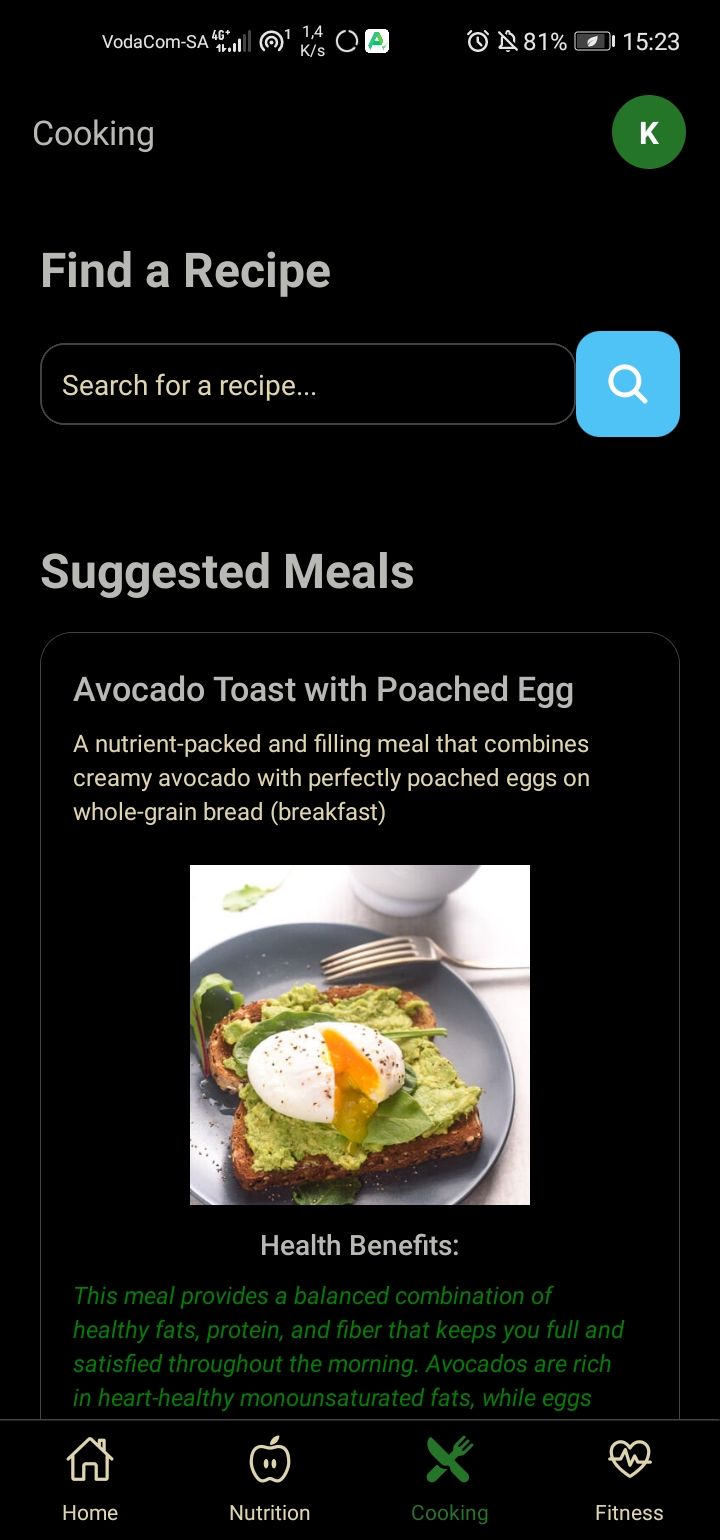 VodaCom-SA 4G+ 1 1,4 K/s A 81% 15:23
Cooking K
Find a Recipe
Search for a recipe...
Suggested Meals
Avocado Toast with Poached Egg
A nutrient-packed and filling meal that combines
creamy avocado with perfectly poached eggs on
whole-grain bread (breakfast)
Health Benefits:
This meal provides a balanced combination of
healthy fats, protein, and fiber that keeps you full and
satisfied throughout the morning. Avocados are rich
in heart-healthy monounsaturated fats, while eggs
Home Nutrition Cooking Fitness